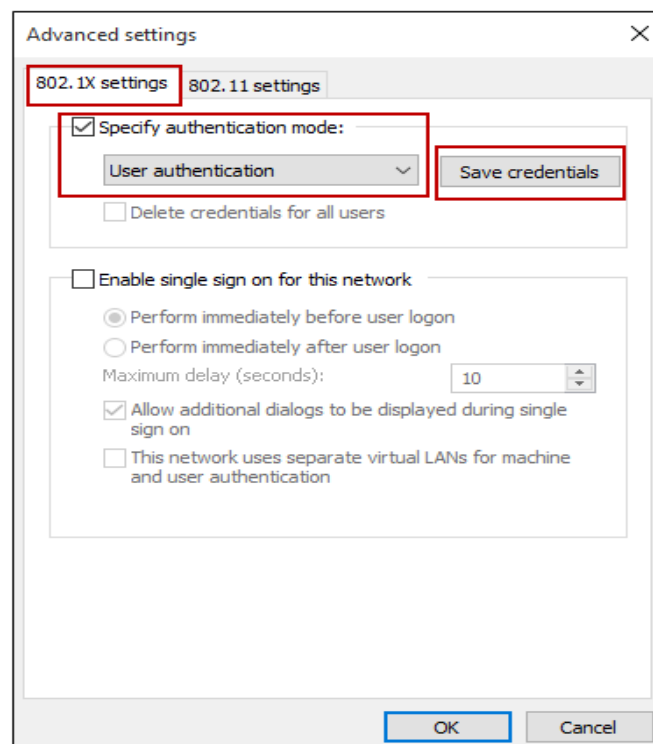 Advanced settings
802.1X settings
802.11 settings
Specify authentication mode:
User authentication
Save credentials
Delete credentials for all users
Enable single sign on for this network
Perform immediately before user logon
Perform immediately after user logon
Maximum delay (seconds):
10
Allow additional dialogs to be displayed during single
sign on
This network uses separate virtual LANs for machine
and user authentication
OK
Cancel